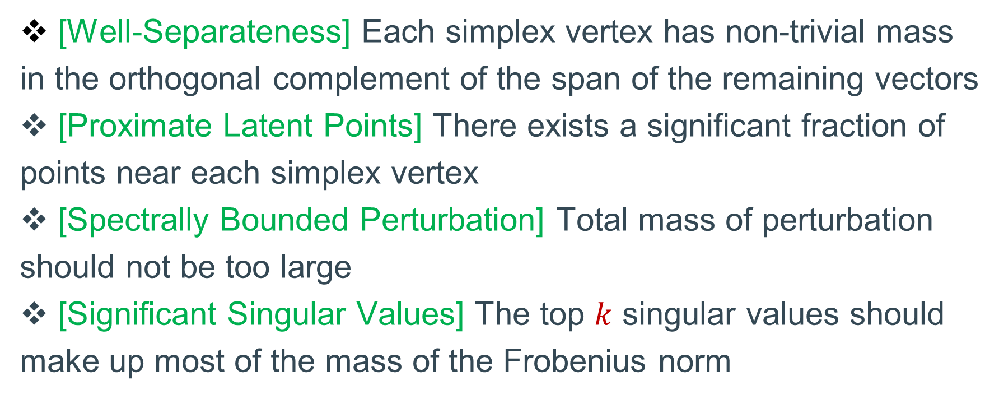 ❖ [Well-Separateness] Each simplex vertex has non-trivial mass
in the orthogonal complement of the span of the remaining vectors
❖ [Proximate Latent Points] There exists a significant fraction of
points near each simplex vertex
❖ [Spectrally Bounded Perturbation] Total mass of perturbation
should not be too large
❖ [Significant Singular Values] The top k singular values should
make up most of the mass of the Frobenius norm